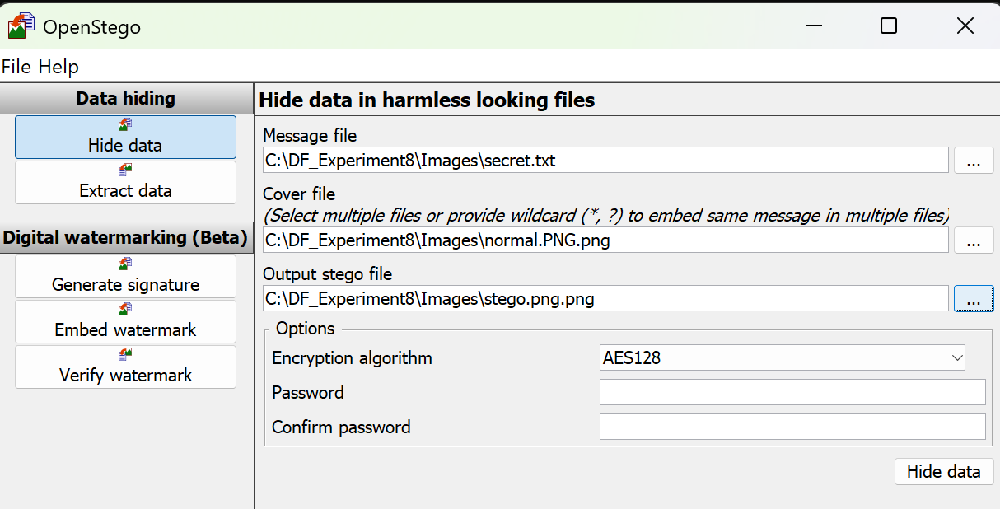 OpenStego
File Help
Data hiding
Hide data
Extract data
Digital watermarking (Beta)
Generate signature
Embed watermark
Verify watermark
Hide data in harmless looking files
Message file
C:\DF_Experiment8\Images\secret.txt
...
Cover file
(Select multiple files or provide wildcard (*, ?) to embed same message in multiple files)
C:\DF_Experiment8\Images\normal.PNG.png
...
Output stego file
C:\DF_Experiment8\Images\stego.png.png
...
Options
Encryption algorithm
AES128
Password
Confirm password
Hide data